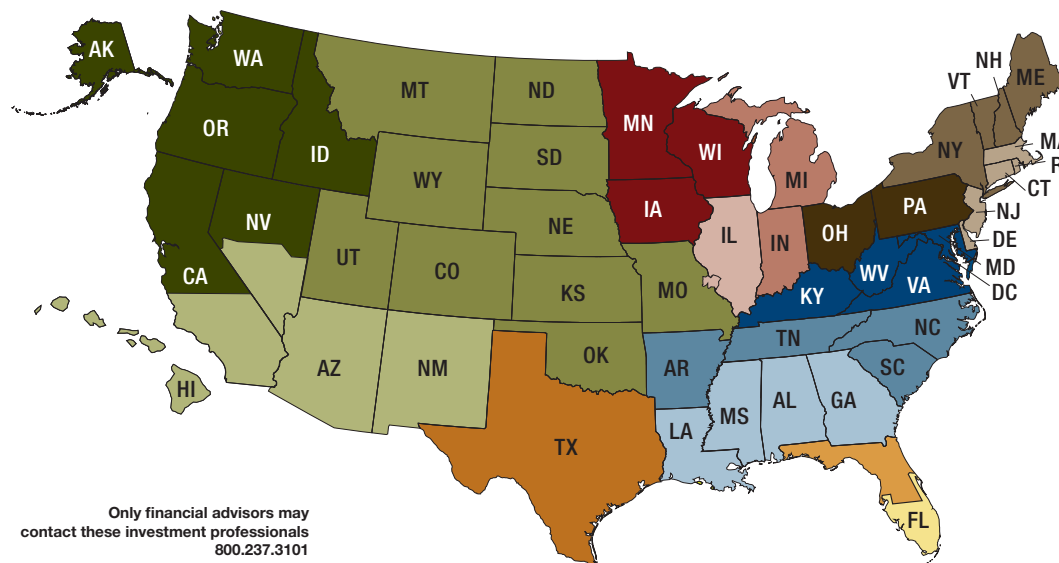 AK
WA
MT
ND
MN
NH
ME
VT
OR
ID
SD
WI
NY
MA
R
WY
MI
CT
NV
NE
IA
IL
IN
OH
PA
NJ
DE
UT
CO
CA
KS
MO
WV
VA
MD
KY
DC
HI
AZ
NM
OK
AR
TN
NC
SC
TX
LA
MS
AL
GA
FL
Only financial advisors may
contact these investment professionals
800.237.3101